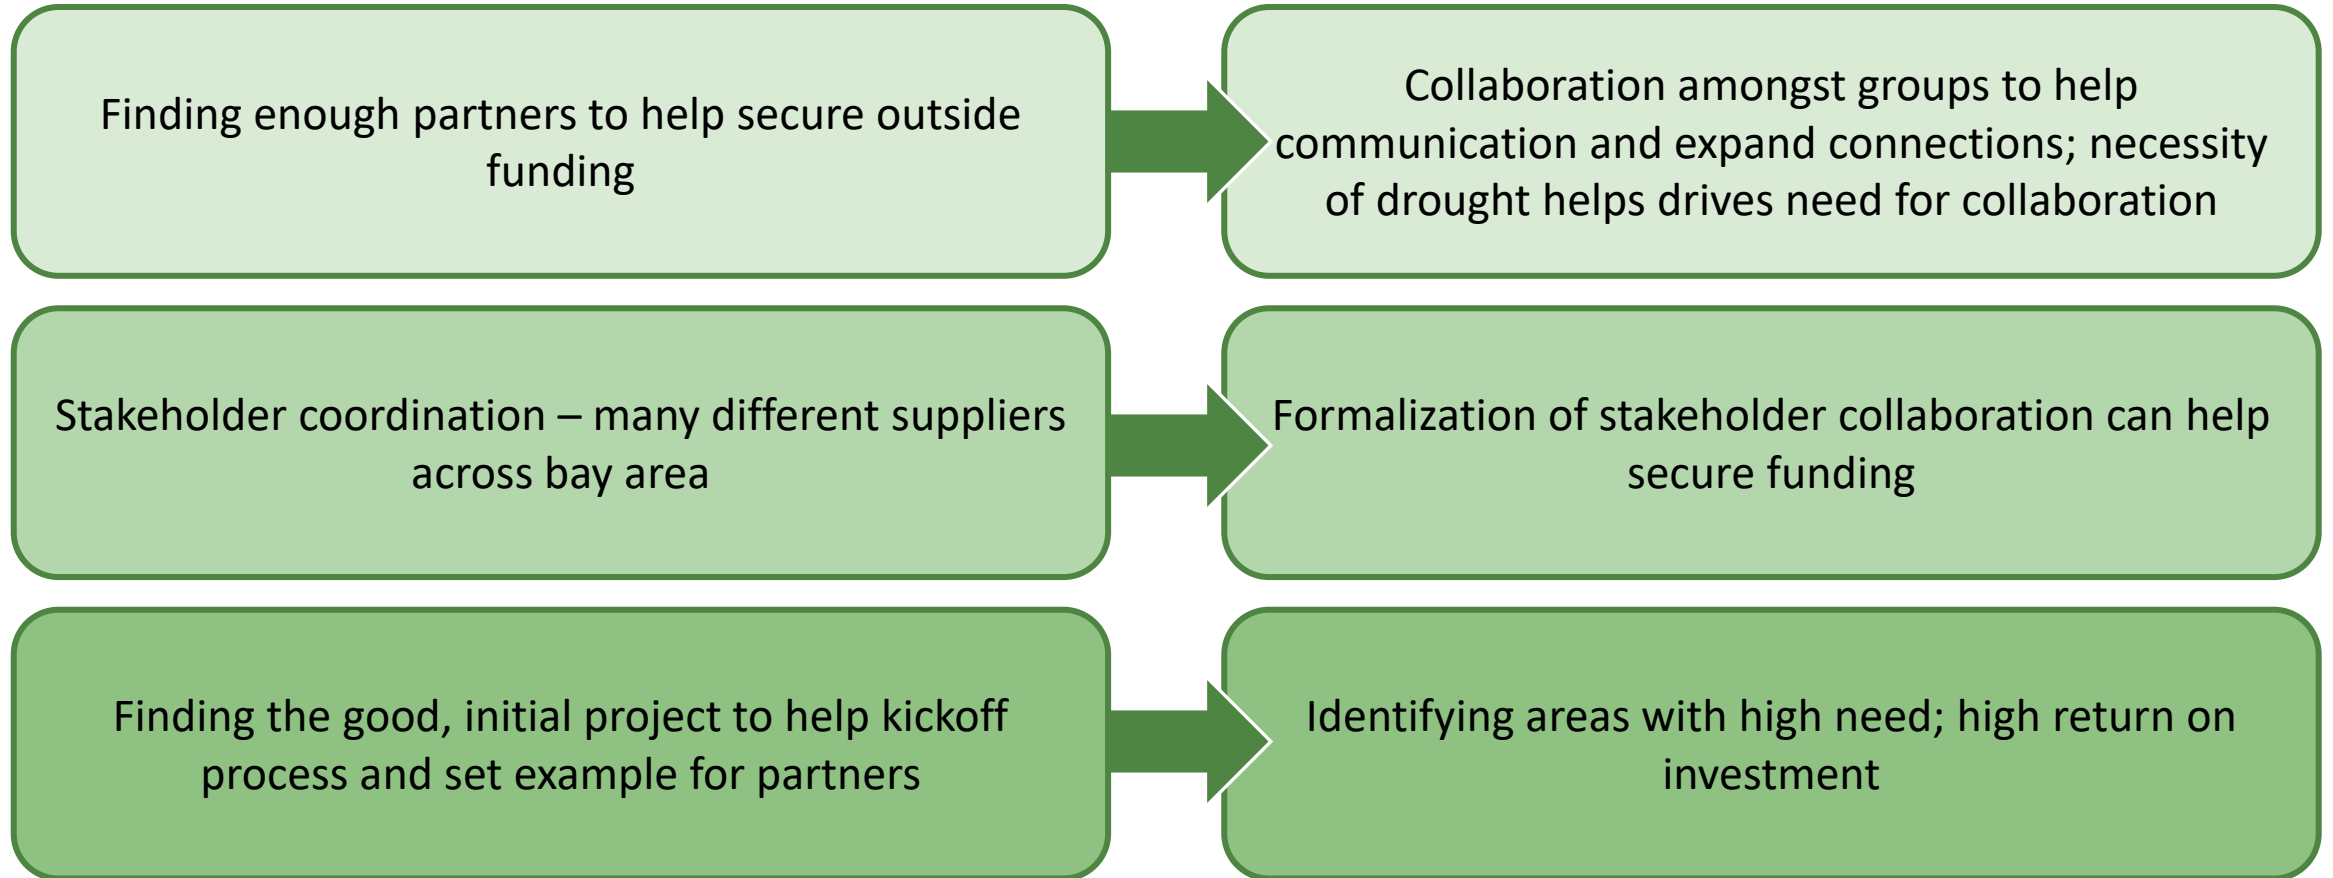 Finding enough partners to help secure outside
funding
Collaboration amongst groups to help
communication and expand connections; necessity
of drought helps drives need for collaboration
Stakeholder coordination – many different suppliers
across bay area
Formalization of stakeholder collaboration can help
secure funding
Finding the good, initial project to help kickoff
process and set example for partners
Identifying areas with high need; high return on
investment